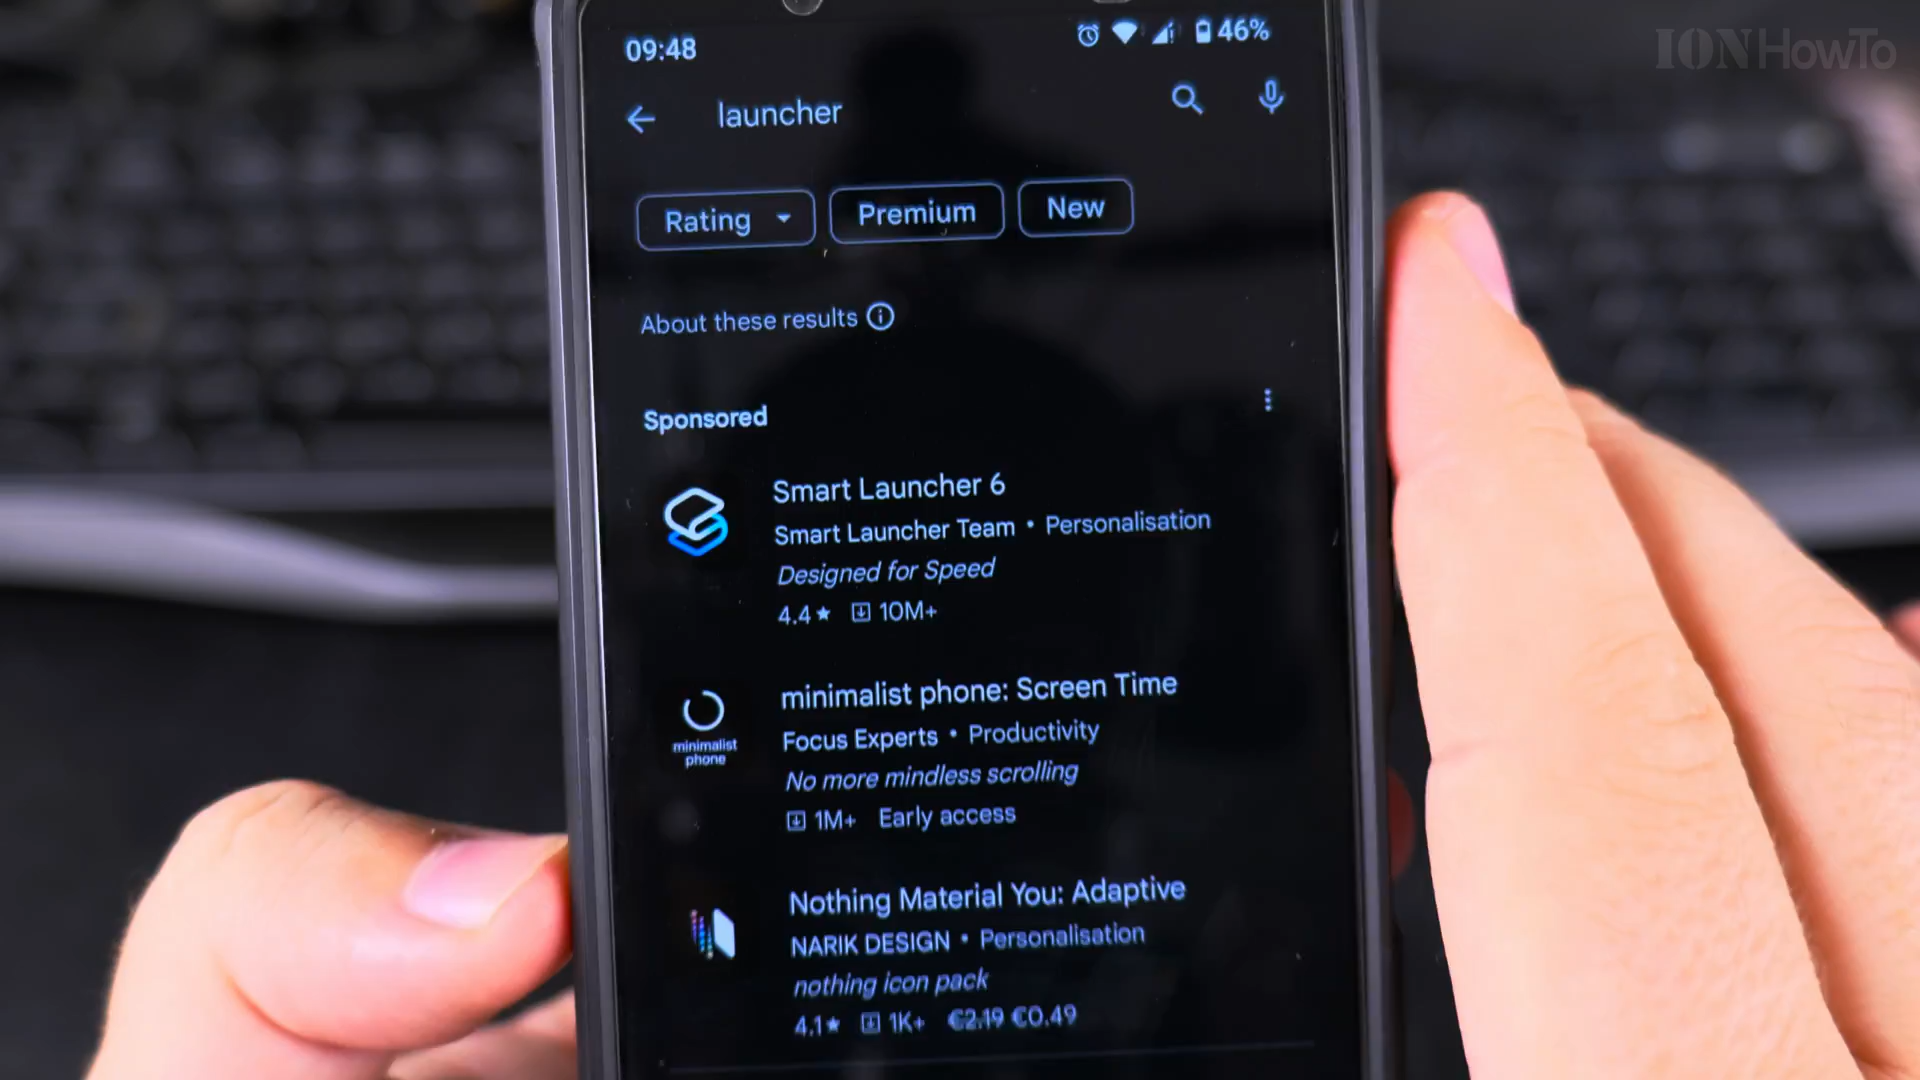 09:48
46%
IONHowTo
launcher
Rating
Premium
New
About these results
Sponsored
Smart Launcher 6
Smart Launcher Team • Personalisation
Designed for Speed
4.4★ 10M+
minimalist phone: Screen Time
minimalist
phone
Focus Experts • Productivity
No more mindless scrolling
1M+ Early access
Nothing Material You: Adaptive
NARIK DESIGN • Personalisation
nothing icon pack
4.1★ 1K+ €2.19 €0.49